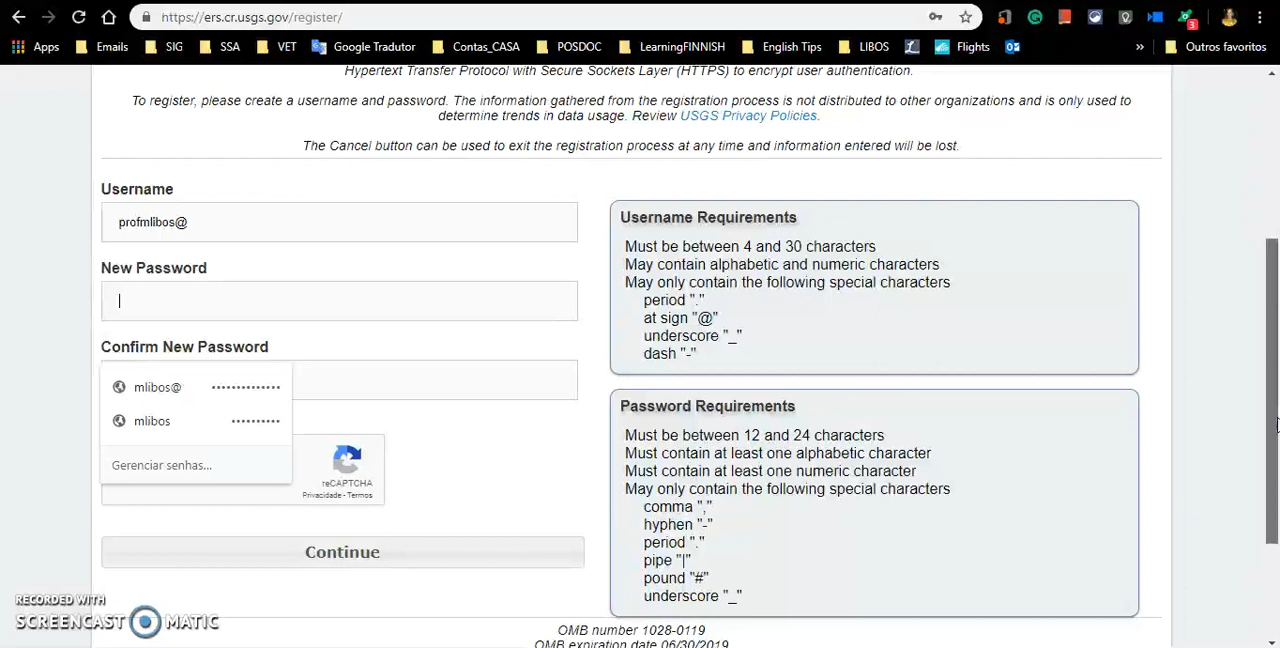 https://ers.cr.usgs.gov/register/
3
Apps Emails SIG SSA VET Google Tradutor Contas_CASA POSDOC LearningFINNISH English Tips LIBOS Flights » Outros favoritos
Hypertext Transfer Protocol with Secure Sockets Layer (HTTPS) to encrypt user authentication.
To register, please create a username and password. The information gathered from the registration process is not distributed to other organizations and is only used to
determine trends in data usage. Review USGS Privacy Policies.
The Cancel button can be used to exit the registration process at any time and information entered will be lost.
Username
profmlibos@
New Password
Confirm New Password
mlibos@ ••••••••••••••
mlibos ••••••••••
Gerenciar senhas...
reCAPTCHA
Privacidade - Termos
Continue
Username Requirements
Must be between 4 and 30 characters
May contain alphabetic and numeric characters
May only contain the following special characters
period "."
at sign "@"
underscore "_"
dash "-"
Password Requirements
Must be between 12 and 24 characters
Must contain at least one alphabetic character
Must contain at least one numeric character
May only contain the following special characters
comma ","
hyphen "-"
period "."
pipe "|"
pound "#"
underscore "_"
OMB number 1028-0119
OMB expiration date 06/30/2019
RECORDED WITH
SCREENCAST MATIC